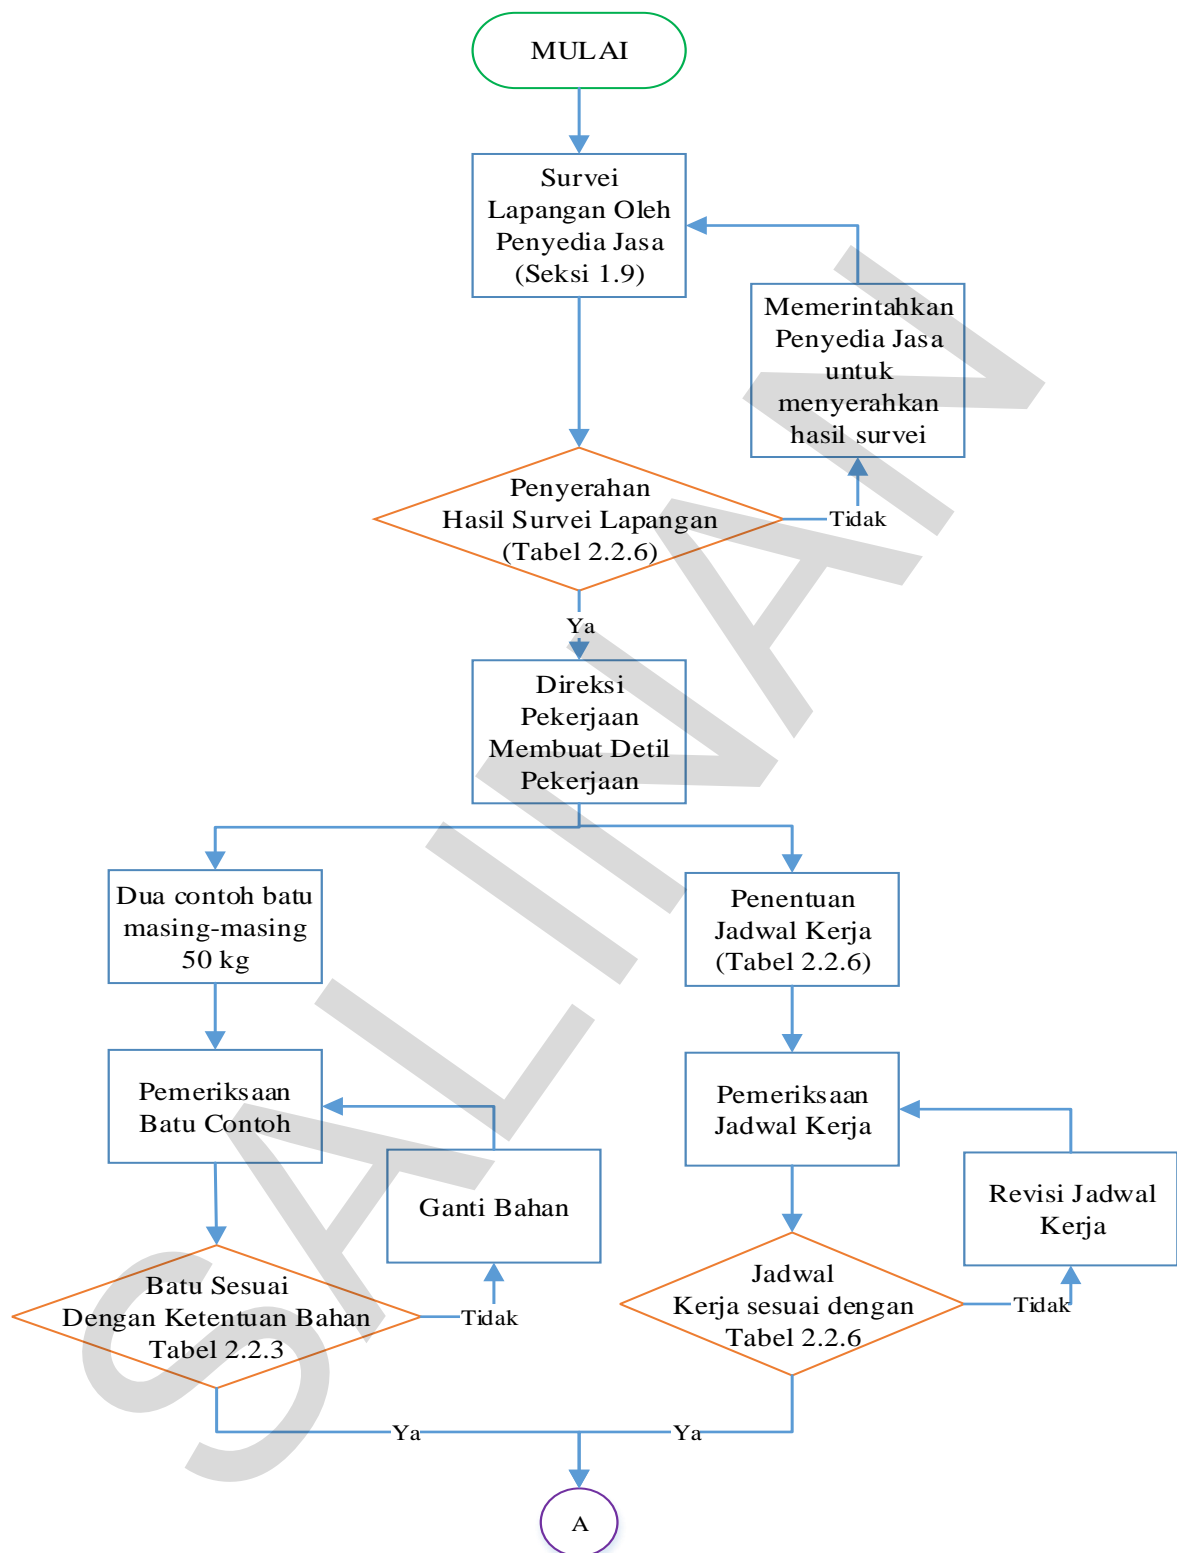 MULAI
Survei
Lapangan Oleh
Penyedia Jasa
(Seksi 1.9)
Memerintahkan
Penyedia Jasa
untuk
menyerahkan
hasil survei
Penyerahan
Hasil Survei Lapangan
(Tabel 2.2.6)
Tidak
Ya
Direksi
Pekerjaan
Membuat Detil
Pekerjaan
Dua contoh batu
masing-masing
50 kg
Penentuan
Jadwal Kerja
(Tabel 2.2.6)
Pemeriksaan
Batu Contoh
Pemeriksaan
Jadwal Kerja
Ganti Bahan
Revisi Jadwal
Kerja
Batu Sesuai
Dengan Ketentuan Bahan
Tabel 2.2.3
Tidak
Jadwal
Kerja sesuai dengan
Tabel 2.2.6
Tidak
Ya
Ya
A
SALINAN